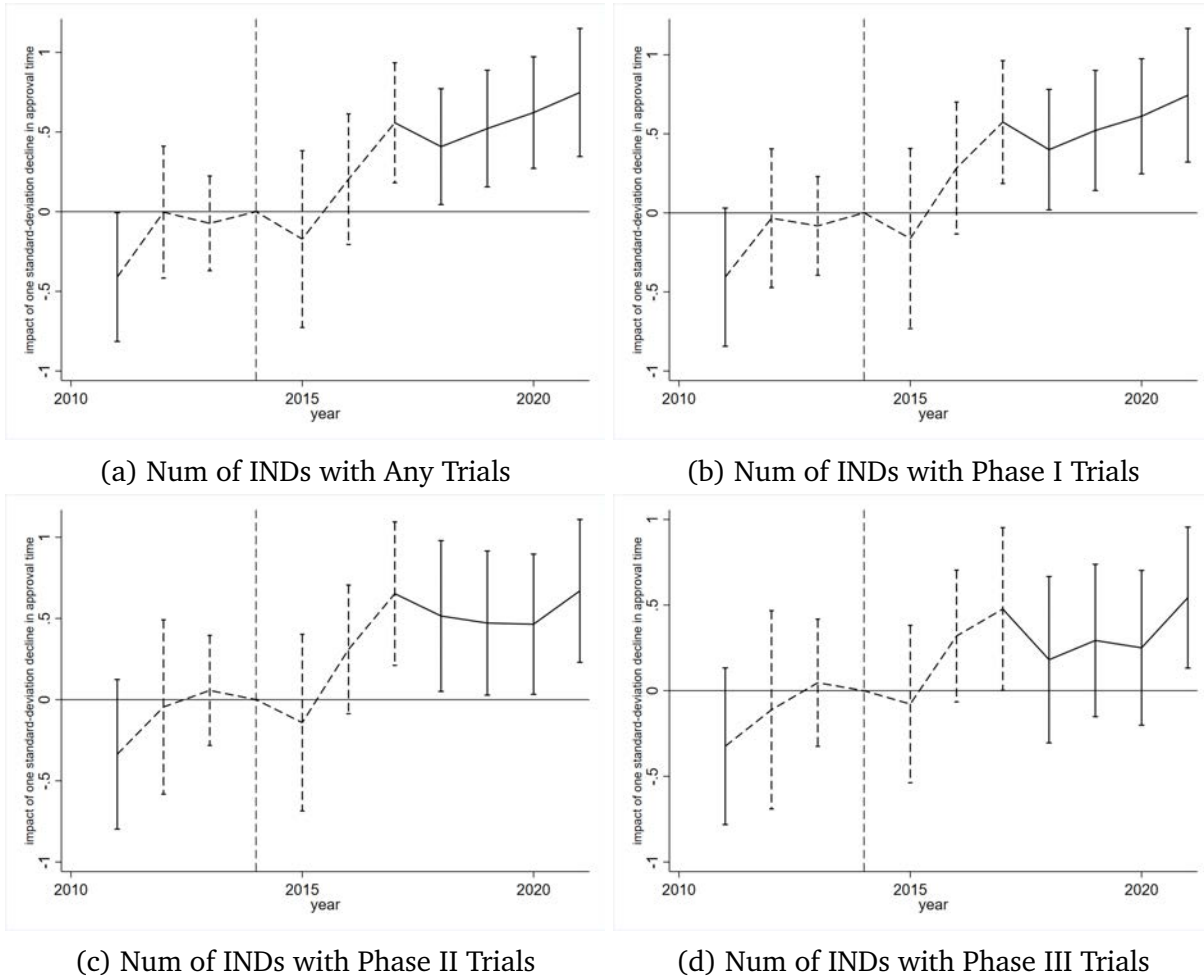 impact of one standard-deviation decline in approval time
1
.5
0
-.5
-1
2010
2015
2020
year
(a) Num of INDs with Any Trials
impact of one standard-deviation decline in approval time
1
.5
0
-.5
-1
2010
2015
2020
year
(b) Num of INDs with Phase I Trials
impact of one standard-deviation decline in approval time
1
.5
0
-.5
-1
2010
2015
2020
year
(c) Num of INDs with Phase II Trials
impact of one standard-deviation decline in approval time
1
.5
0
-.5
-1
2010
2015
2020
year
(d) Num of INDs with Phase III Trials